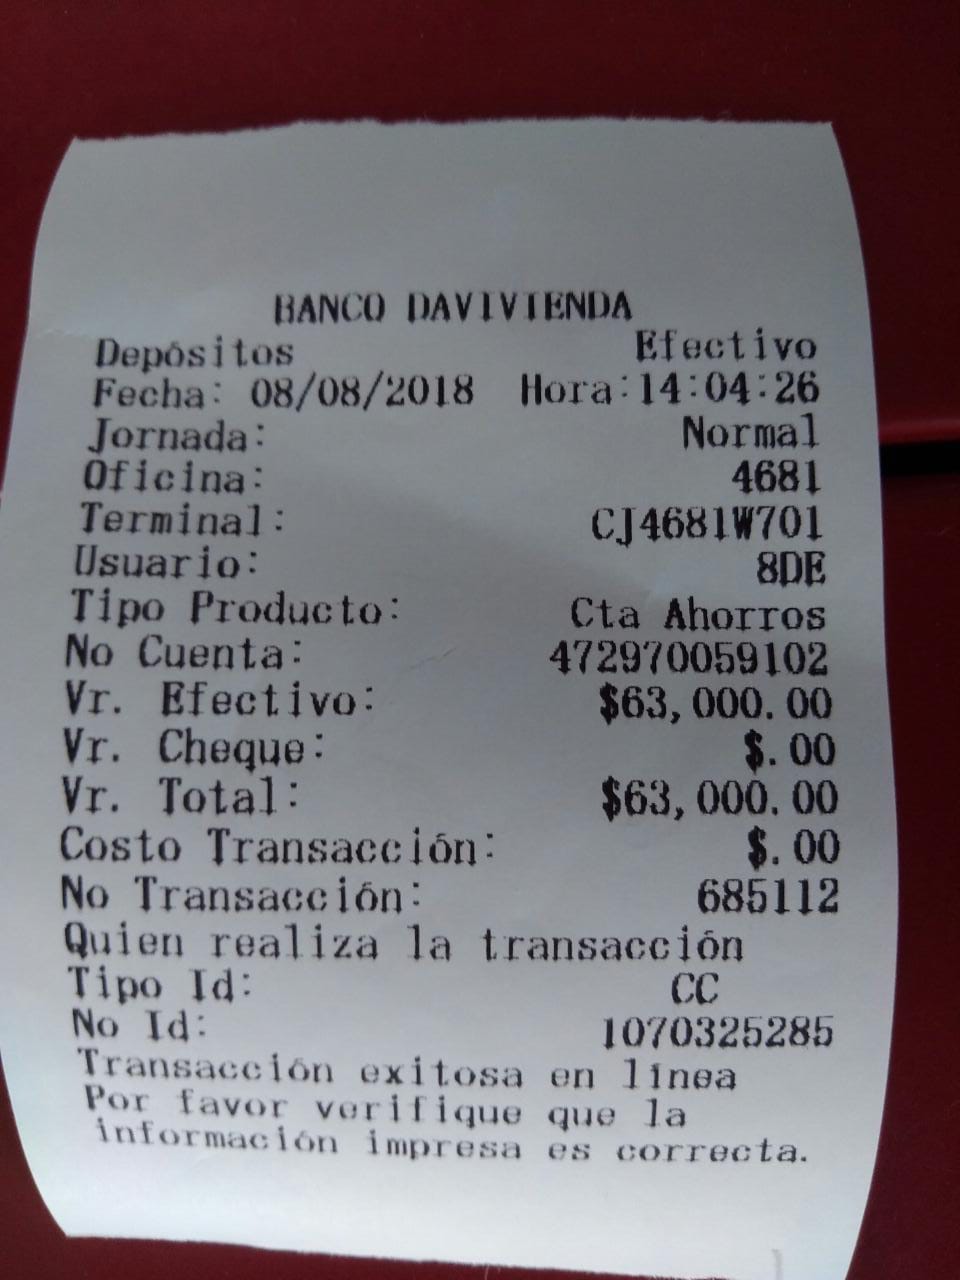 BANCO DAVIVIENDA
Depósitos Efectivo
Fecha: 08/08/2018 Hora:14:04:26
Jornada: Normal
Oficina: 4681
Terminal: CJ4681W701
Usuario: 8DE
Tipo Producto: Cta Ahorros
No Cuenta: 472970059102
Vr. Efectivo: $63,000.00
Vr. Cheque: $.00
Vr. Total: $63,000.00
Costo Transacción: $.00
No Transacción: 685112
Quien realiza la transacción
Tipo Id: CC
No Id: 1070325285
Transacción exitosa en línea
Por favor verifique que la
información impresa es correcta.